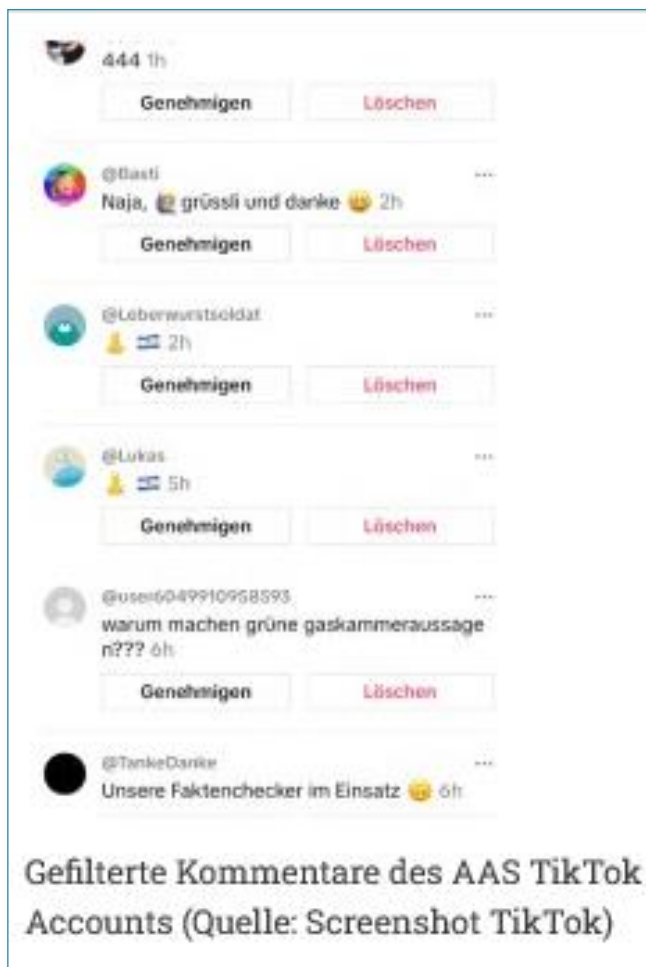 444 1h
Genehmigen Löschen
@Basti
Naja, grüssli und danke 2h
Genehmigen Löschen
@Leberwurstsoldat
👃 🇮🇱 2h
Genehmigen Löschen
@Lukas
👃 🇮🇱 5h
Genehmigen Löschen
@user6049910958593
warum machen grüne gaskammeraussage
n??? 6h
Genehmigen Löschen
@TankeDanke
Unsere Faktenchecker im Einsatz 6h
Gefilterte Kommentare des AAS TikTok
Accounts (Quelle: Screenshot TikTok)